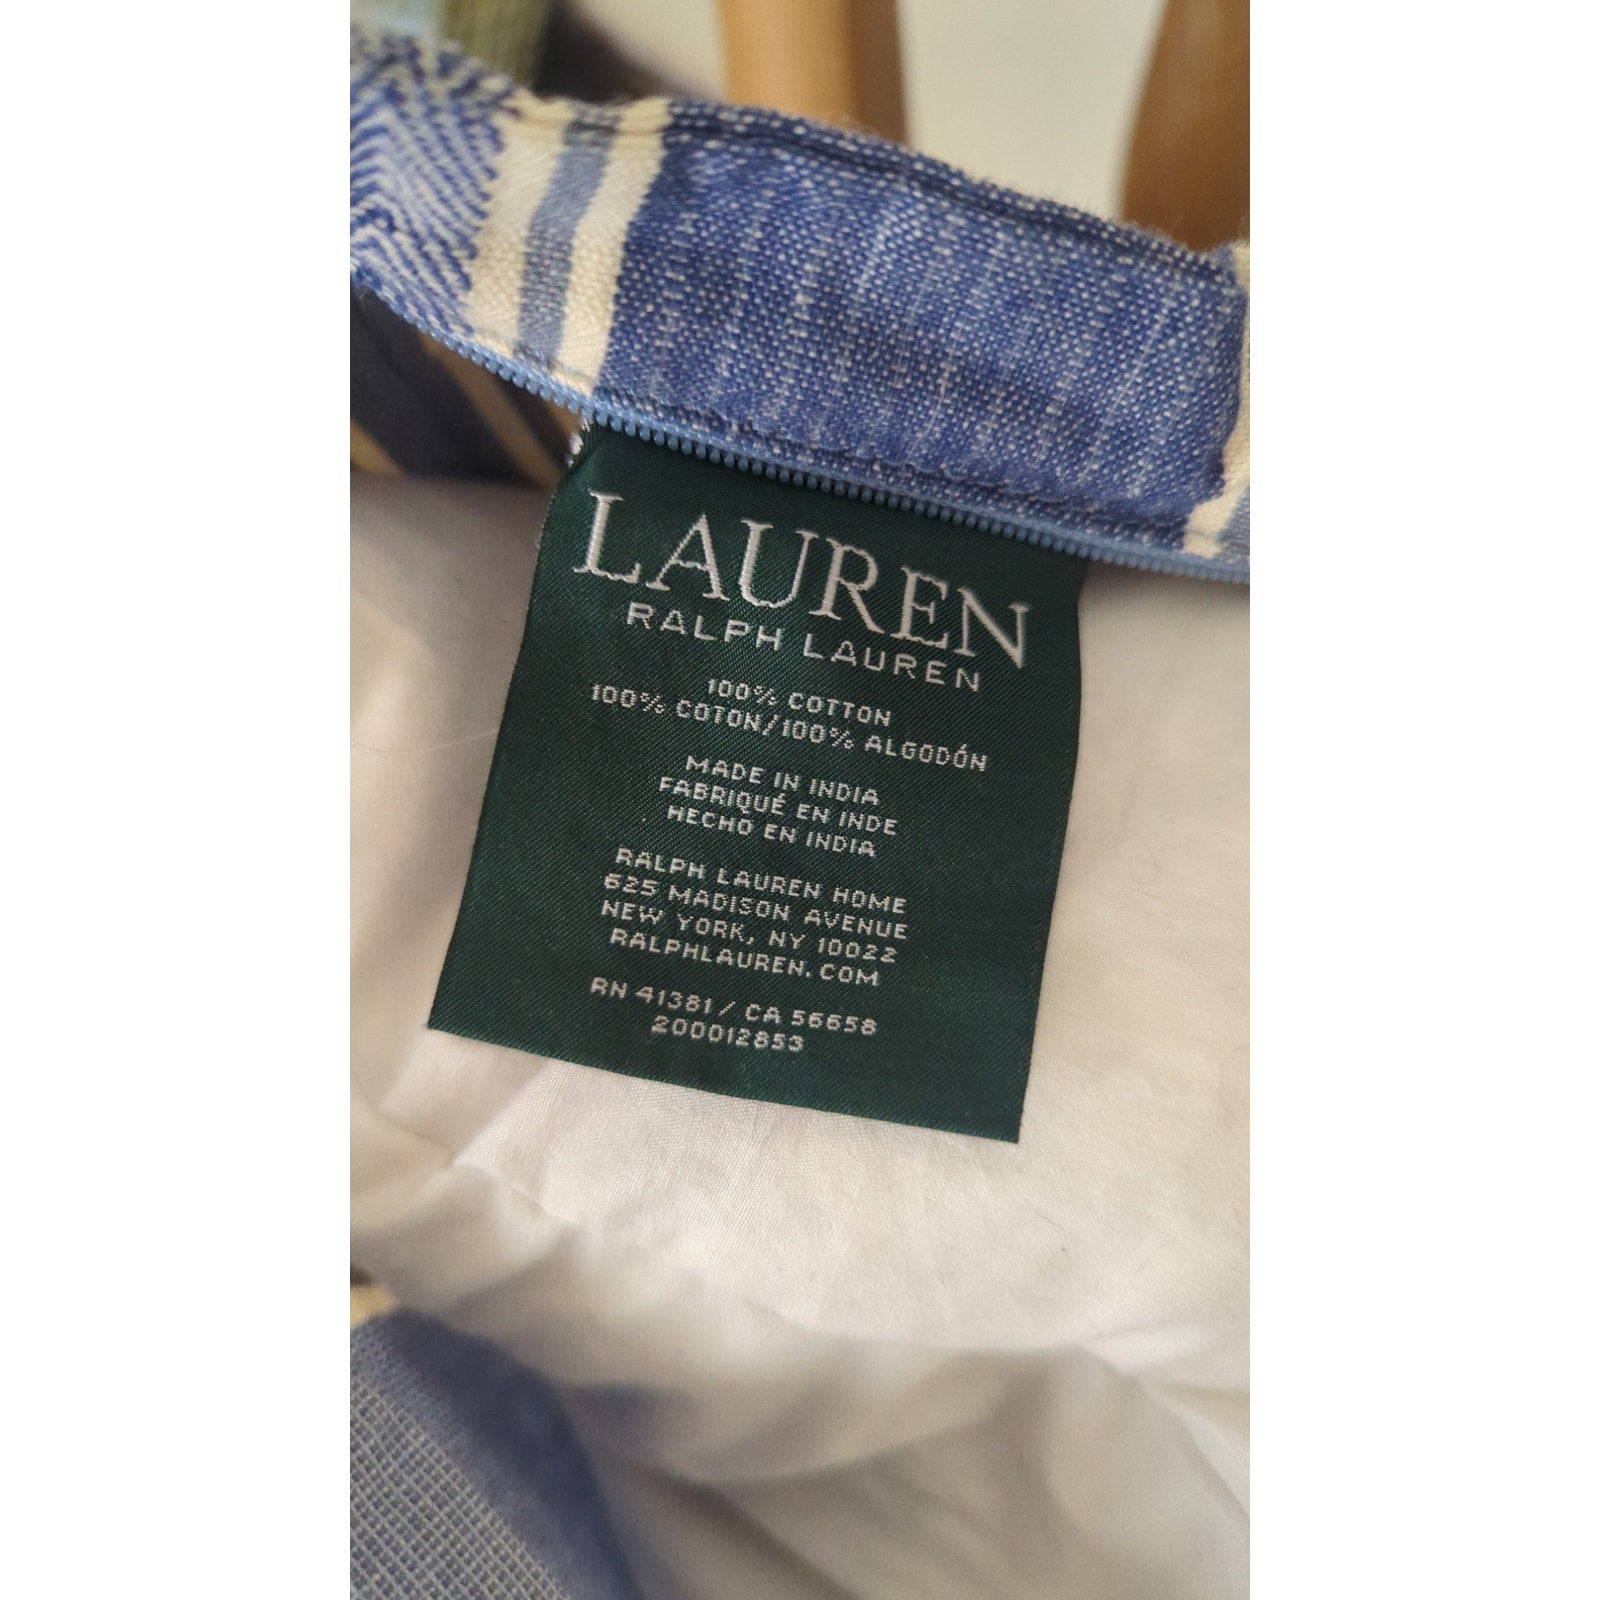 LAUREN
RALPH LAUREN
100% COTTON
100% COTON/100% ALGODÓN
MADE IN INDIA
FABRIQUÉ EN INDE
HECHO EN INDIA
RALPH LAUREN HOME
625 MADISON AVENUE
NEW YORK, NY 10022
RALPHLAUREN.COM
RN 41381 / CA 56658
200012853